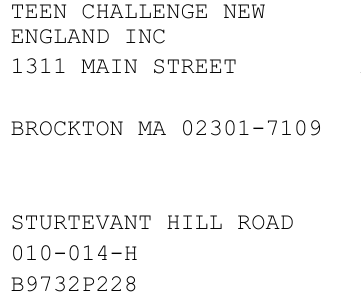 TEEN CHALLENGE NEW
ENGLAND INC
1311 MAIN STREET
BROCKTON MA 02301-7109
STURTEVANT HILL ROAD
010-014-H
B9732P228